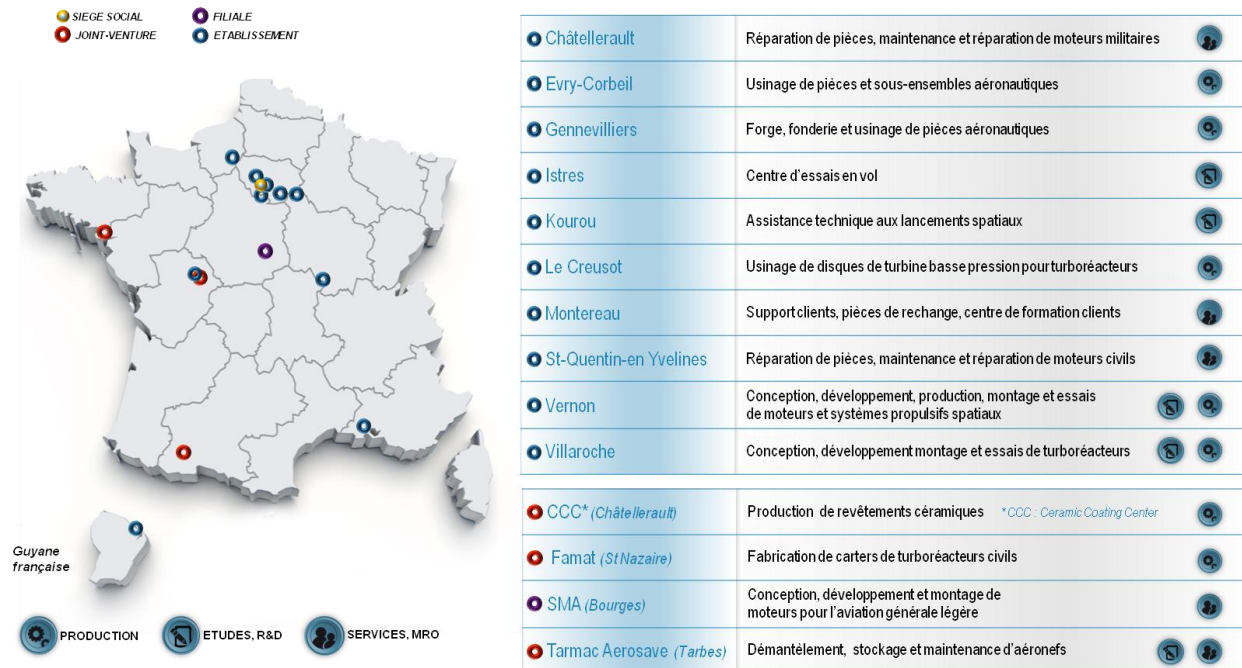 SIEGE SOCIAL
FILIALE
JOINT-VENTURE
ETABLISSEMENT
Guyane
française
PRODUCTION
ETUDES, R&D
SERVICES, MRO
Châtellerault
Réparation de pièces, maintenance et réparation de moteurs militaires
Evry-Corbeil
Usinage de pièces et sous-ensembles aéronautiques
Gennevilliers
Forge, fonderie et usinage de pièces aéronautiques
Istres
Centre d'essais en vol
Kourou
Assistance technique aux lancements spatiaux
Le Creusot
Usinage de disques de turbine basse pression pour turboréacteurs
Montereau
Support clients, pièces de rechange, centre de formation clients
St-Quentin-en Yvelines
Réparation de pièces, maintenance et réparation de moteurs civils
Vernon
Conception, développement, production, montage et essais
de moteurs et systèmes propulsifs spatiaux
Villaroche
Conception, développement montage et essais de turboréacteurs
CCC* (Châtellerault)
Production de revêtements céramiques *CCC : Ceramic Coating Center
Famat (St Nazaire)
Fabrication de carters de turboréacteurs civils
SMA (Bourges)
Conception, développement et montage de
moteurs pour l'aviation générale légère
Tarmac Aerosave (Tarbes)
Démantèlement, stockage et maintenance d'aéronefs